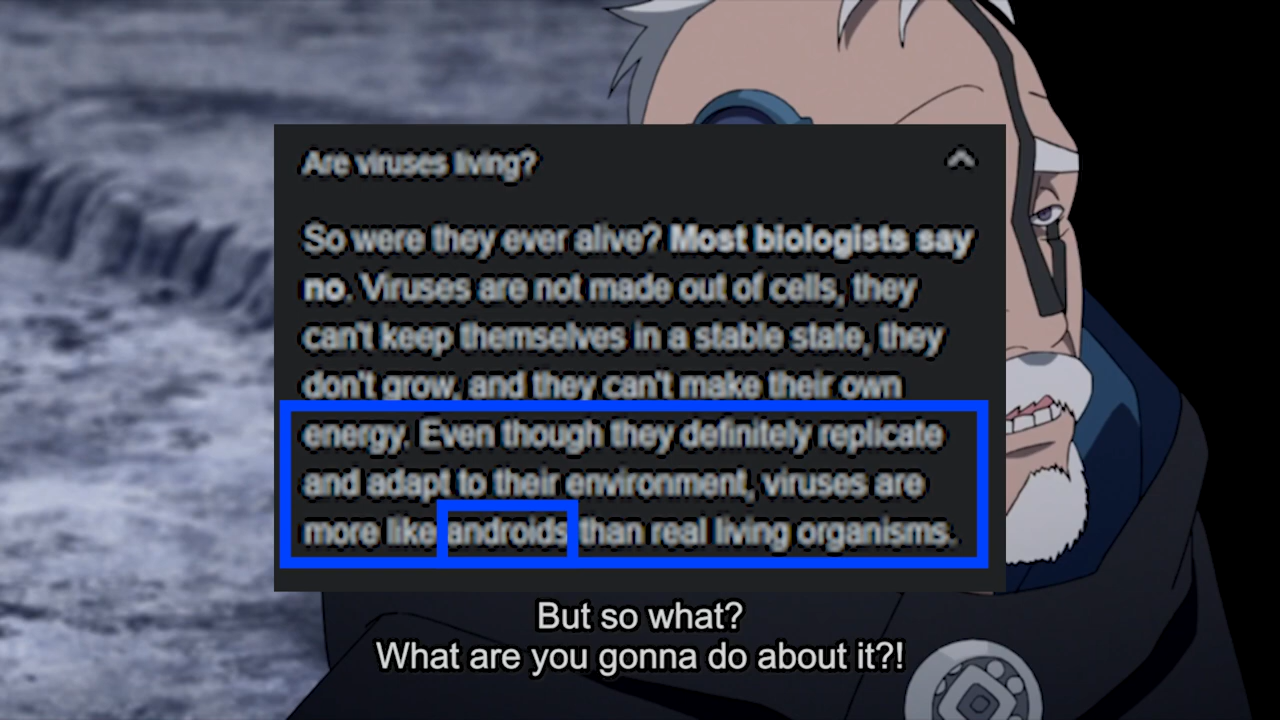 Are viruses living?
So were they ever alive? Most biologists say
no. Viruses are not made out of cells, they
can't keep themselves in a stable state, they
don't grow, and they can't make their own
energy. Even though they definitely replicate
and adapt to their environment, viruses are
more like androids than real living organisms.
But so what?
What are you gonna do about it?!